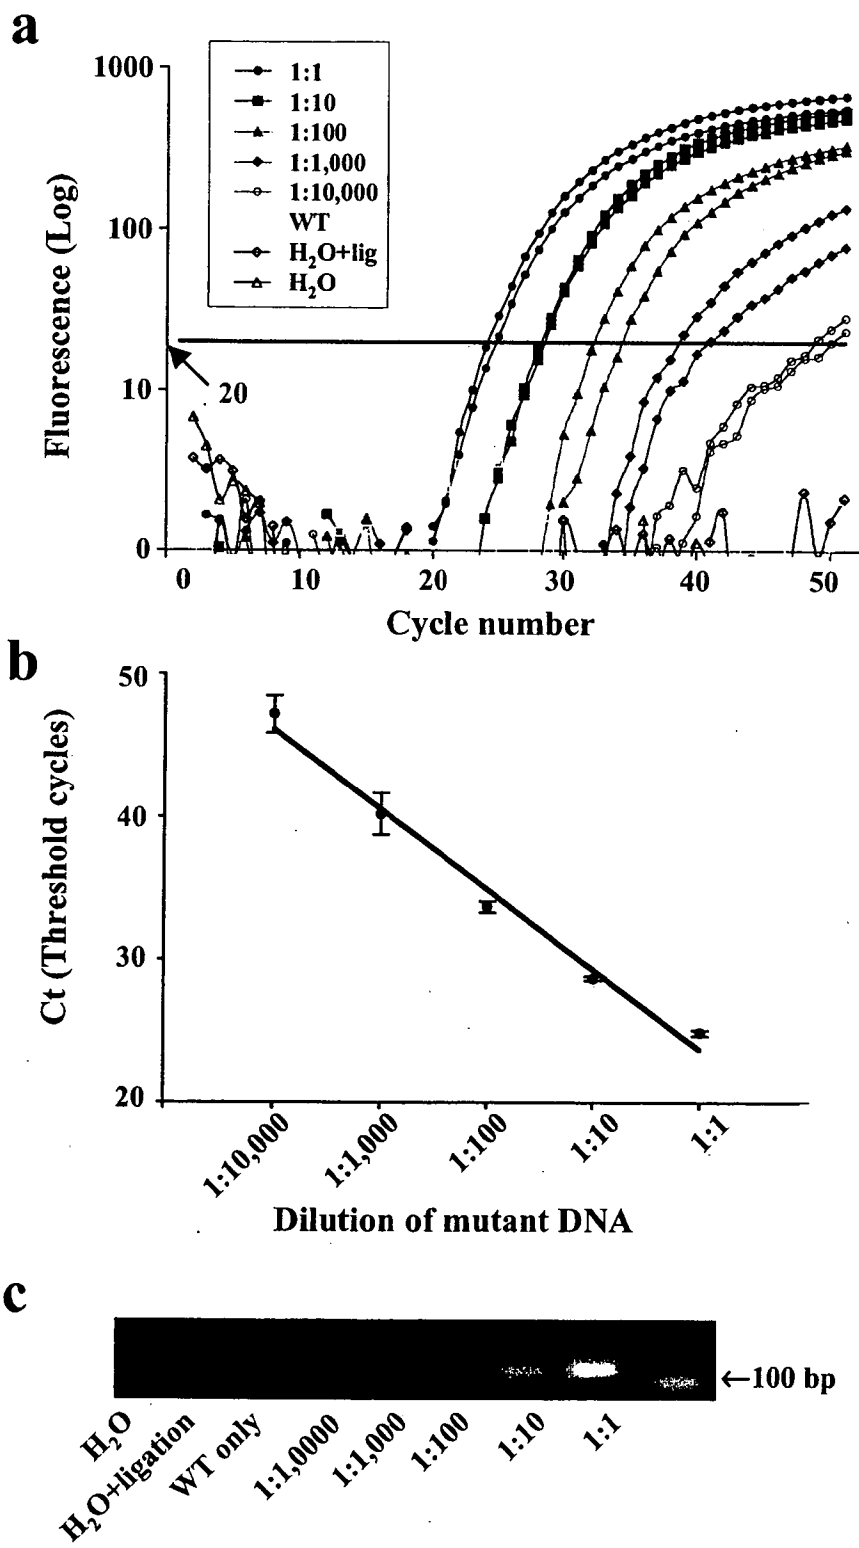 a
1000
100
10
0
Fluorescence (Log)
1:1
1:10
1:100
1:1,000
1:10,000
WT
H₂O+lig
H₂O
20
0 10 20 30 40 50
Cycle number
b
50
40
30
20
Ct (Threshold cycles)
1:10,000 1:1,000 1:100 1:10 1:1
Dilution of mutant DNA
c
←100 bp
H₂O H₂O+ligation WT only 1:1,0000 1:1,000 1:100 1:10 1:1